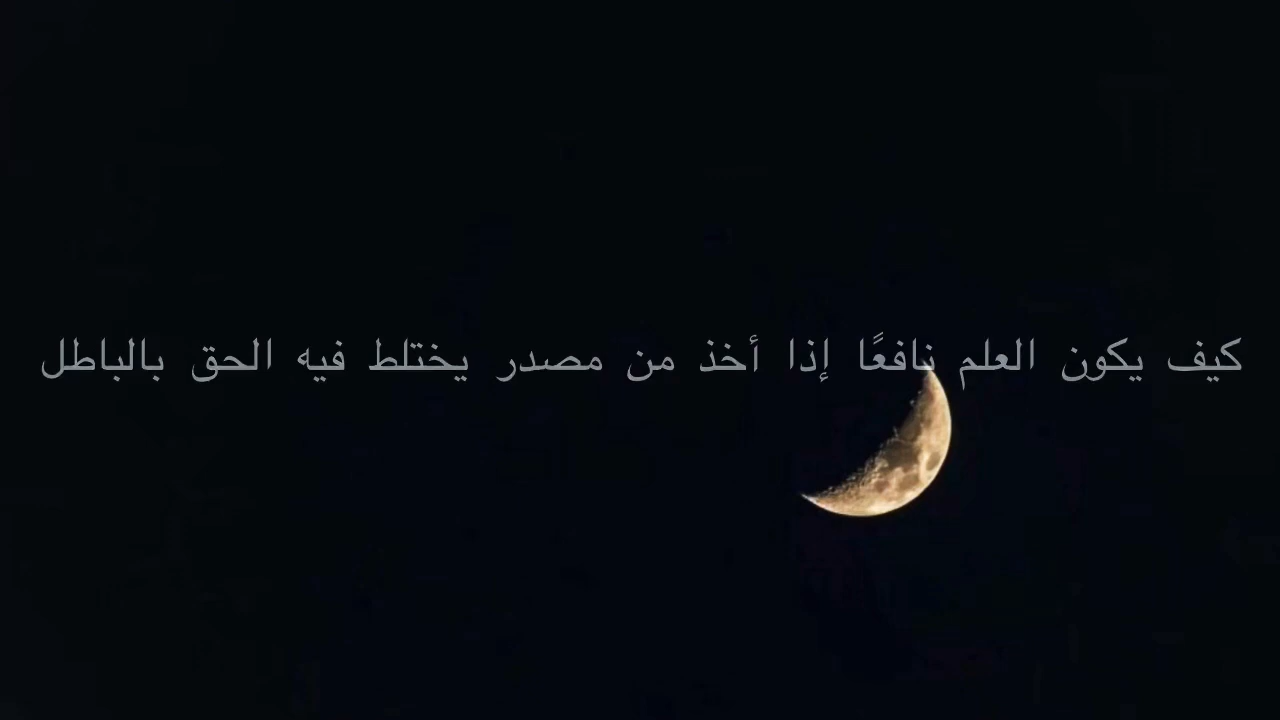 كيف يكون العلم نافعًا إذا أخذ من مصدر يختلط فيه الحق بالباطل